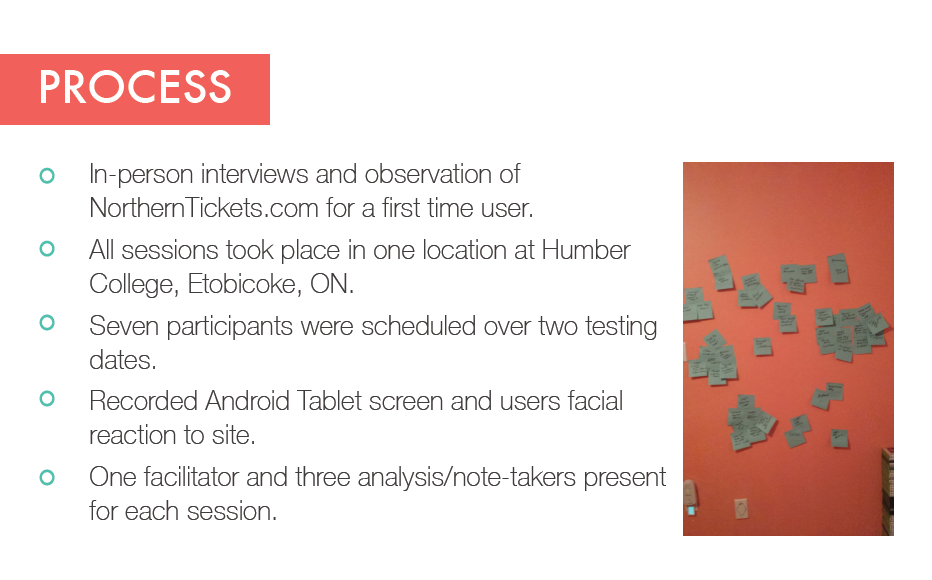 PROCESS
In-person interviews and observation of
NorthernTickets.com for a first time user.
All sessions took place in one location at Humber
College, Etobicoke, ON.
Seven participants were scheduled over two testing
dates.
Recorded Android Tablet screen and users facial
reaction to site.
One facilitator and three analysis/note-takers present
for each session.